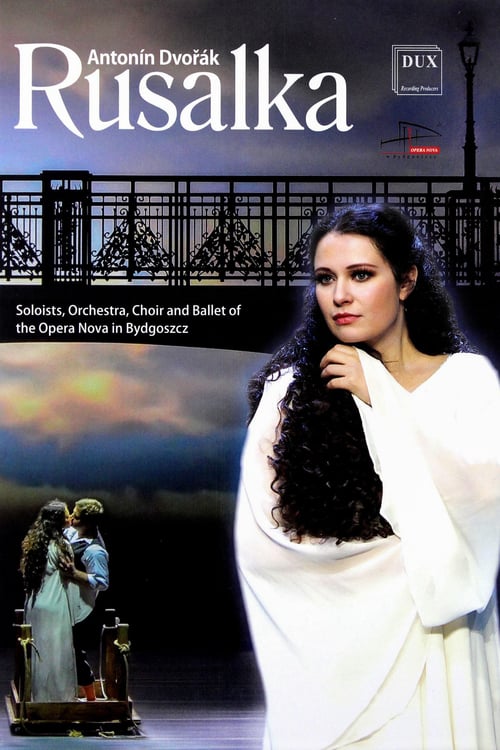 Antonín Dvořák
Rusalka
DUX
Recording Producers
OPERA NOVA
w Bydgoszczy
Soloists, Orchestra, Choir and Ballet of
the Opera Nova in Bydgoszcz